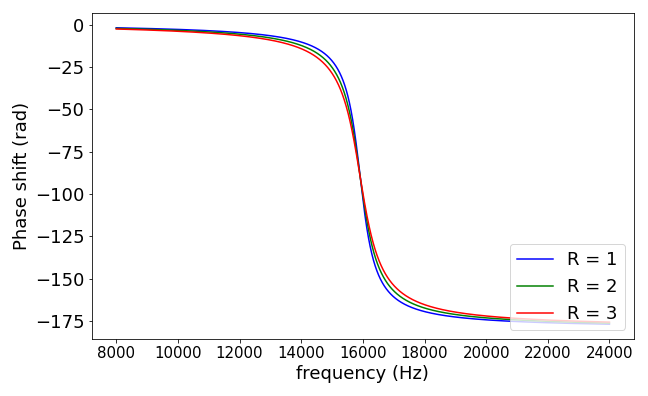 0
−25
−50
−75
−100
−125
−150
−175
Phase shift (rad)
R = 1
R = 2
R = 3
8000 10000 12000 14000 16000 18000 20000 22000 24000
frequency (Hz)